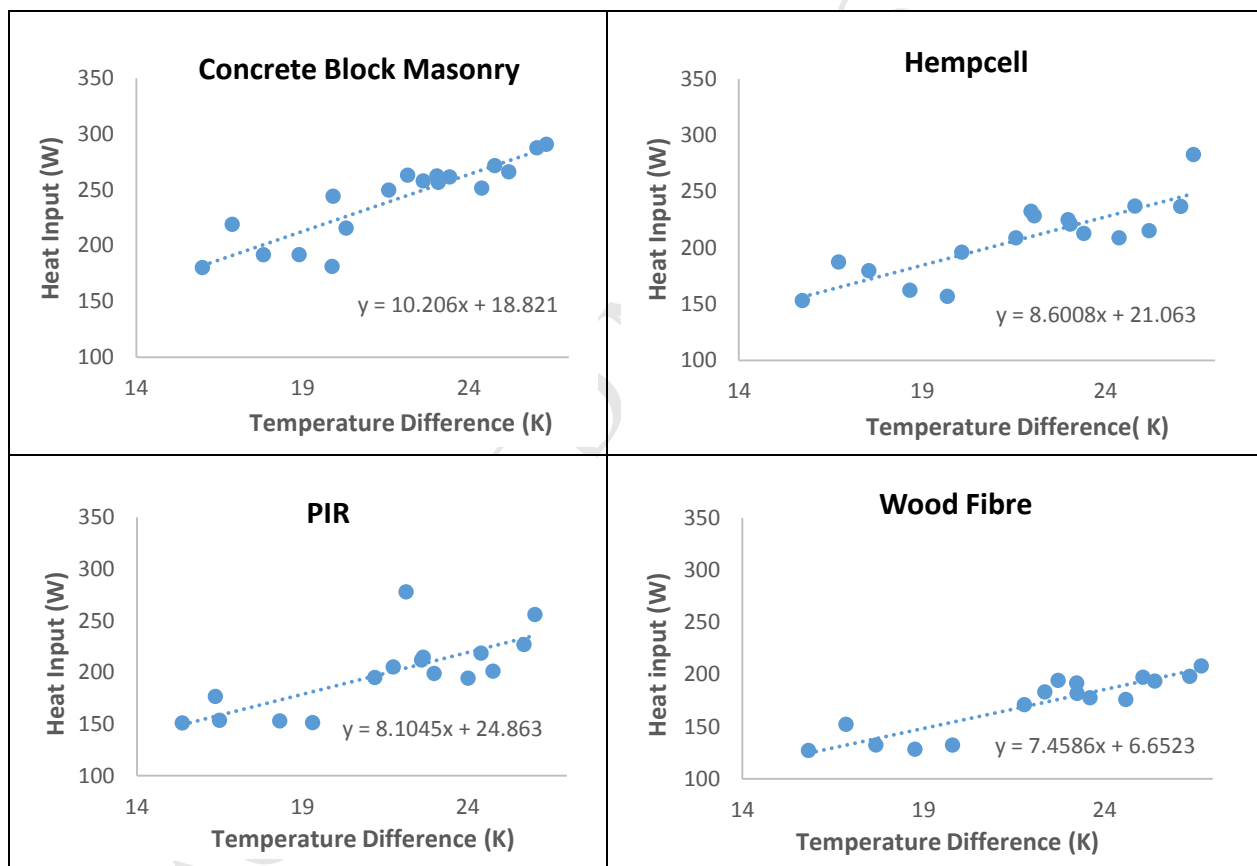 Concrete Block Masonry
350
300
250
200
150
100
Heat Input (W)
y = 10.206x + 18.821
14 19 24
Temperature Difference (K)
Hempcell
350
300
250
200
150
100
Heat Input (W)
y = 8.6008x + 21.063
14 19 24
Temperature Difference( K)
PIR
350
300
250
200
150
100
Heat Input (W)
y = 8.1045x + 24.863
14 19 24
Temperature Difference (K)
Wood Fibre
350
300
250
200
150
100
Heat input (W)
y = 7.4586x + 6.6523
14 19 24
Temperature Difference (K)